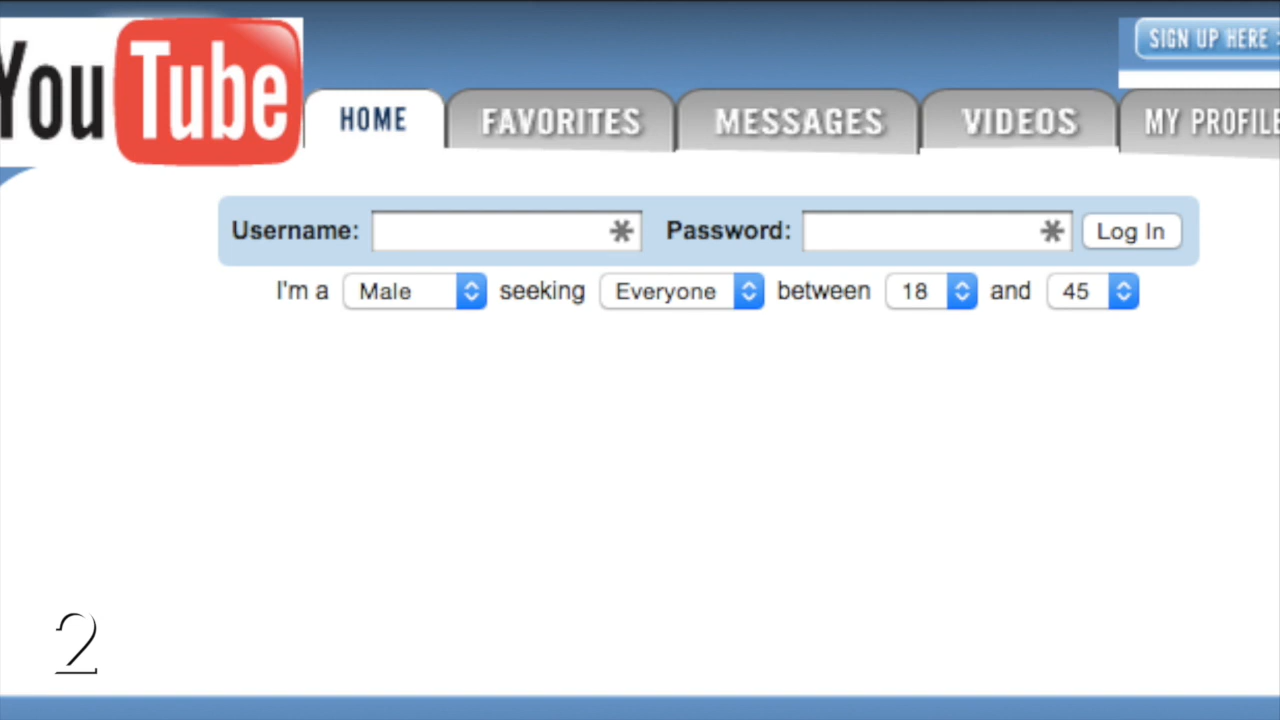 YouTube
SIGN UP HERE
HOME FAVORITES MESSAGES VIDEOS MY PROFILE
Username: * Password: * Log In
I'm a Male seeking Everyone between 18 and 45
2